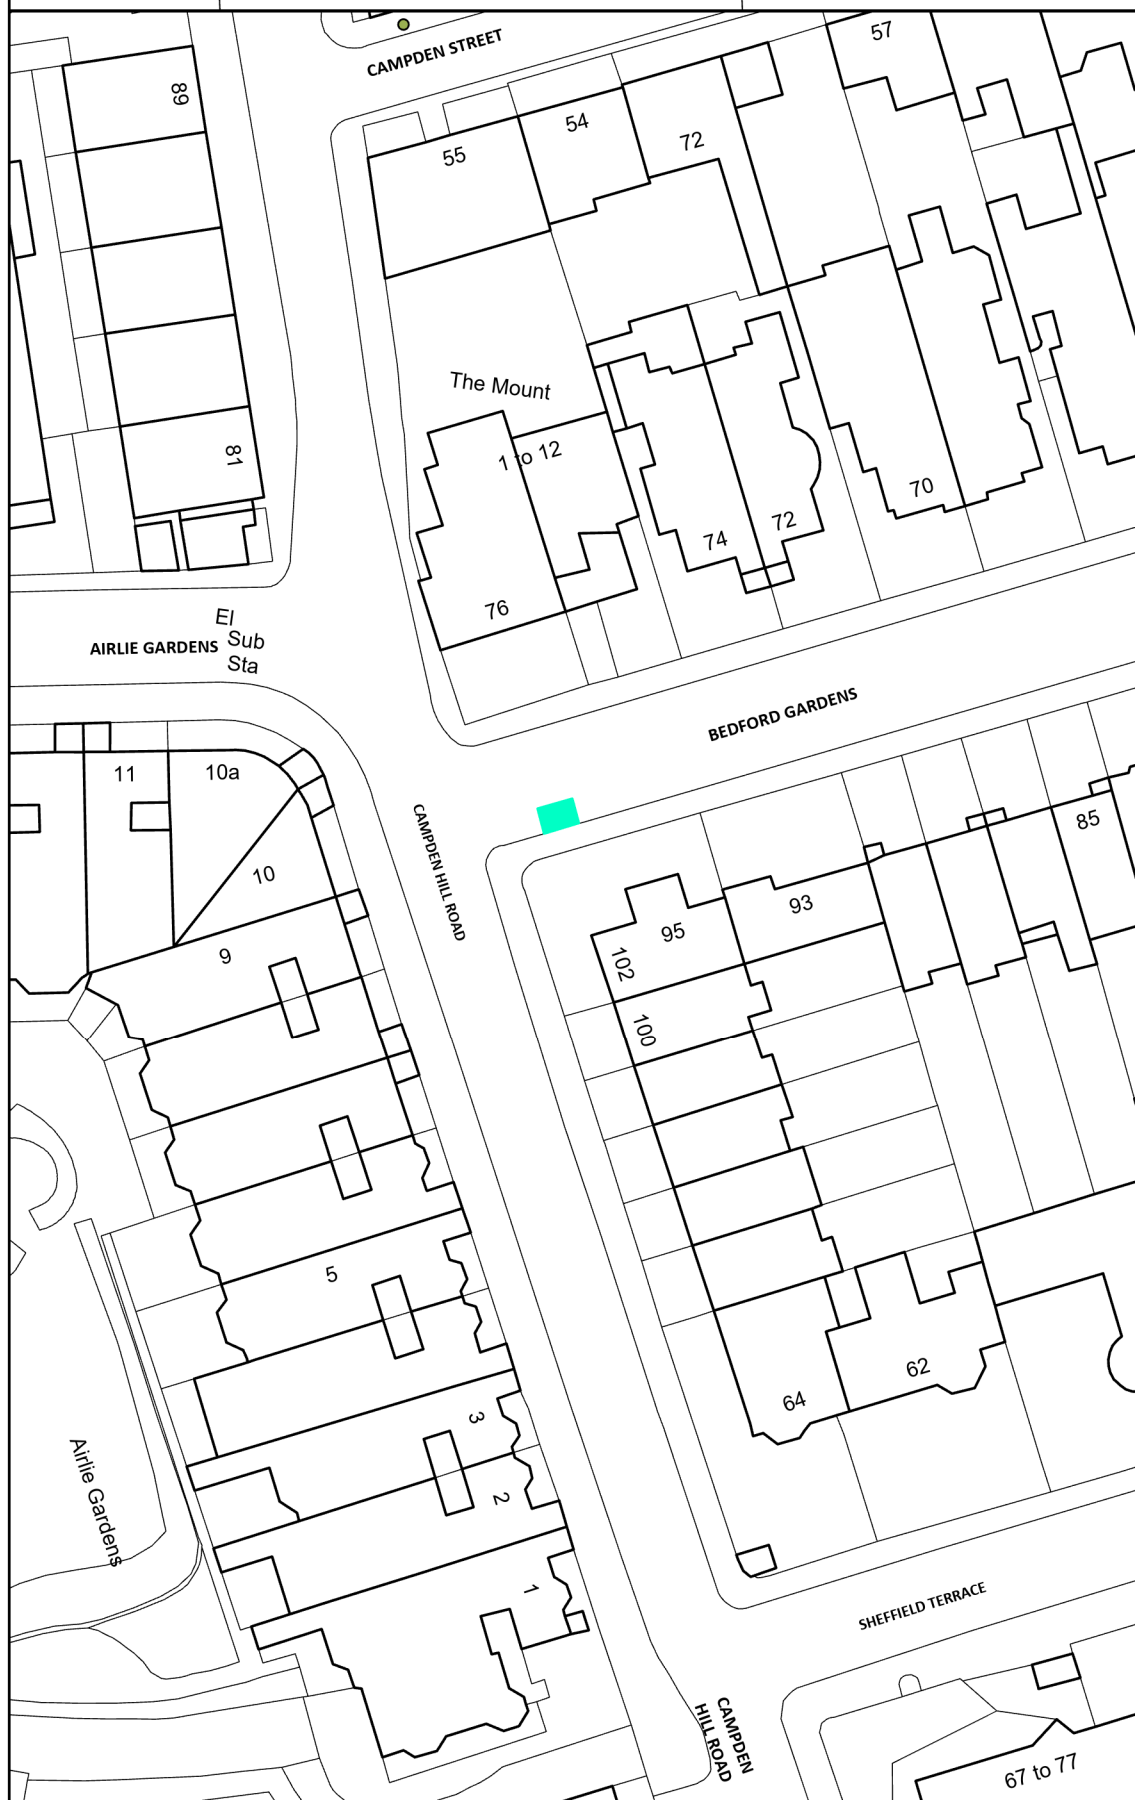 CAMPDEN STREET
57
89
54
72
55
The Mount
81
1 to 12
70
74
72
76
El
Sub
Sta
AIRLIE GARDENS
BEDFORD GARDENS
11
10a
CAMPDEN HILL ROAD
85
10
93
95
102
9
100
5
62
64
3
2
Airlie Gardens
1
SHEFFIELD TERRACE
CAMPDEN
HILL ROAD
67 to 77